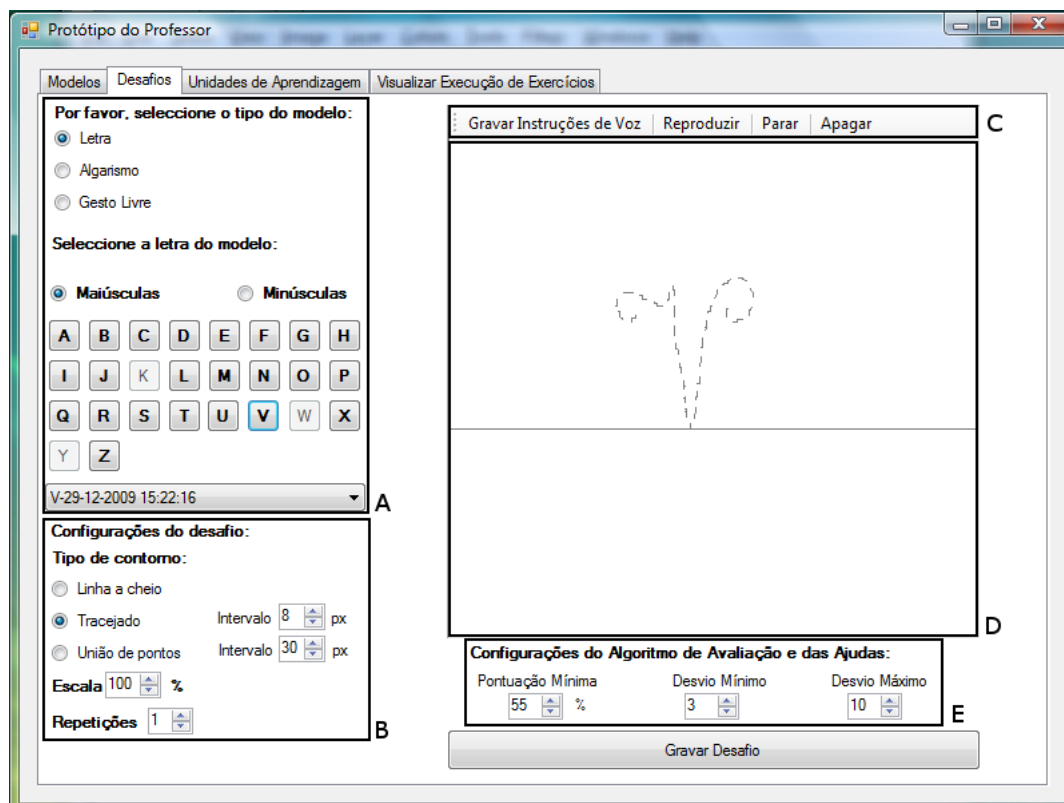 Protótipo do Professor
Modelos Desafios Unidades de Aprendizagem Visualizar Execução de Exercícios
Por favor, seleccione o tipo do modelo:
Letra
Algarismo
Gesto Livre
Seleccione a letra do modelo:
Maiúsculas Minúsculas
A B C D E F G H
I J K L M N O P
Q R S T U V W X
Y Z
V-29-12-2009 15:22:16
A
Configurações do desafio:
Tipo de contorno:
Linha a cheio
Tracejado Intervalo 8 px
União de pontos Intervalo 30 px
Escala 100 %
Repetições 1
B
Gravar Instruções de Voz Reproduzir Parar Apagar
C
D
Configurações do Algoritmo de Avaliação e das Ajudas:
Pontuação Mínima Desvio Mínimo Desvio Máximo
55 % 3 10
E
Gravar Desafio